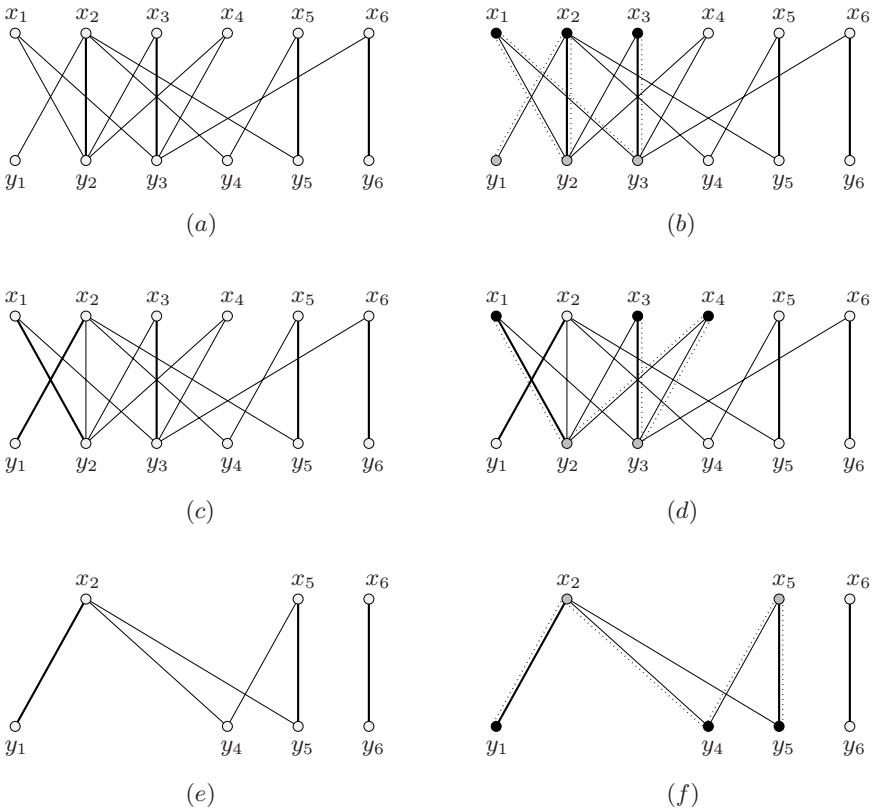 x₁ x₂ x₃ x₄ x₅ x₆ x₁ x₂ x₃ x₄ x₅ x₆
y₁ y₂ y₃ y₄ y₅ y₆ y₁ y₂ y₃ y₄ y₅ y₆
(a) (b)
x₁ x₂ x₃ x₄ x₅ x₆ x₁ x₂ x₃ x₄ x₅ x₆
y₁ y₂ y₃ y₄ y₅ y₆ y₁ y₂ y₃ y₄ y₅ y₆
(c) (d)
x₂ x₅ x₆ x₂ x₅ x₆
y₁ y₄ y₅ y₆ y₁ y₄ y₅ y₆
(e) (f)